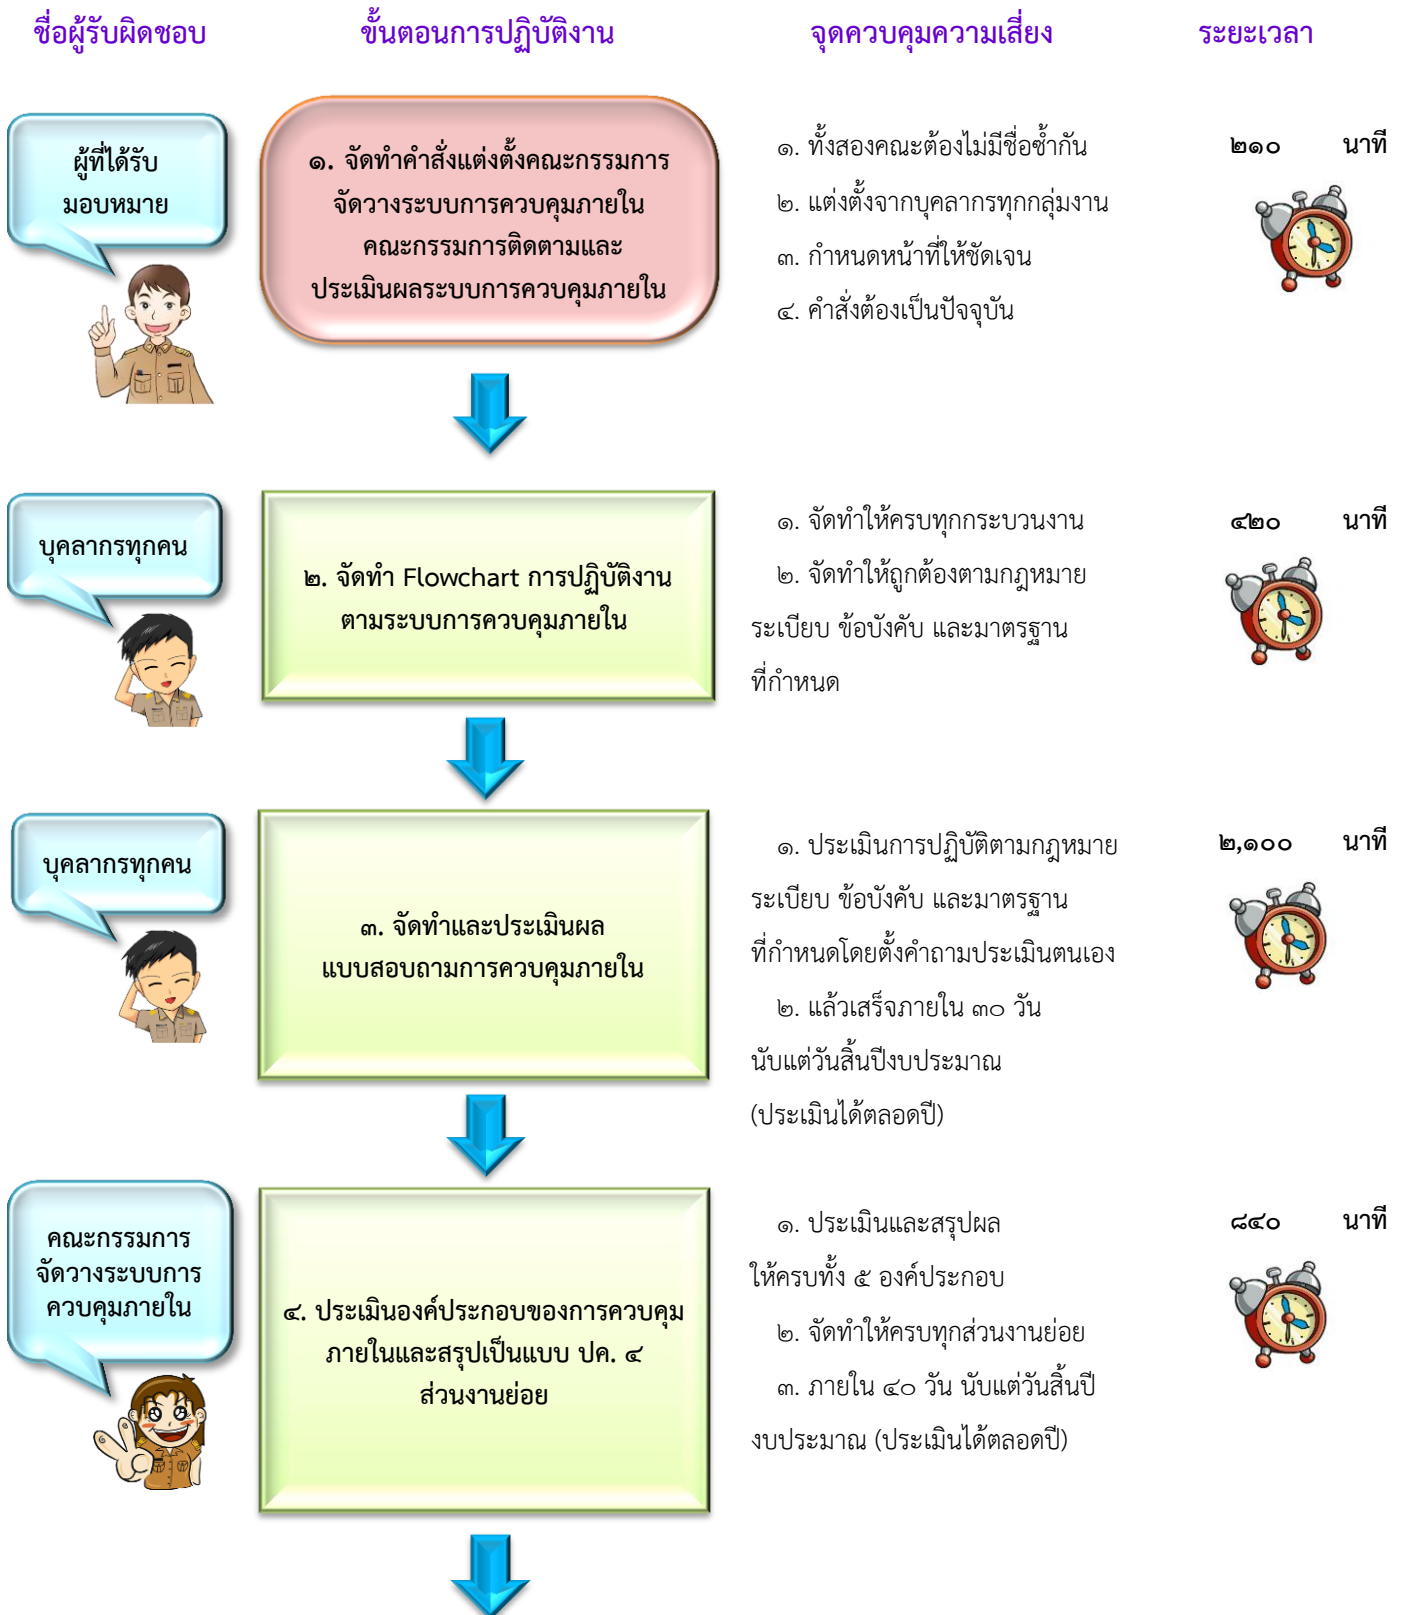 ชื่อผู้รับผิดชอบ ขั้นตอนการปฏิบัติงาน จุดควบคุมความเสี่ยง ระยะเวลา
ผู้ที่ได้รับ
มอบหมาย
๑. จัดทำคำสั่งแต่งตั้งคณะกรรมการ
จัดวางระบบการควบคุมภายใน
คณะกรรมการติดตามและ
ประเมินผลระบบการควบคุมภายใน
๑. ทั้งสองคณะต้องไม่มีชื่อซ้ำกัน
๒. แต่งตั้งจากบุคลากรทุกกลุ่มงาน
๓. กำหนดหน้าที่ให้ชัดเจน
๔. คำสั่งต้องเป็นปัจจุบัน
๒๑๐ นาที
บุคลากรทุกคน
๒. จัดทำ Flowchart การปฏิบัติงาน
ตามระบบการควบคุมภายใน
๑. จัดทำให้ครบทุกกระบวนงาน
๒. จัดทำให้ถูกต้องตามกฎหมาย
ระเบียบ ข้อบังคับ และมาตรฐาน
ที่กำหนด
๔๒๐ นาที
บุคลากรทุกคน
๓. จัดทำและประเมินผล
แบบสอบถามการควบคุมภายใน
๑. ประเมินการปฏิบัติตามกฎหมาย
ระเบียบ ข้อบังคับ และมาตรฐาน
ที่กำหนดโดยตั้งคำถามประเมินตนเอง
๒. แล้วเสร็จภายใน ๓๐ วัน
นับแต่วันสิ้นปีงบประมาณ
(ประเมินได้ตลอดปี)
๒,๑๐๐ นาที
คณะกรรมการ
จัดวางระบบการ
ควบคุมภายใน
๔. ประเมินองค์ประกอบของการควบคุม
ภายในและสรุปเป็นแบบ ปค. ๔
ส่วนงานย่อย
๑. ประเมินและสรุปผล
ให้ครบทั้ง ๕ องค์ประกอบ
๒. จัดทำให้ครบทุกส่วนงานย่อย
๓. ภายใน ๔๐ วัน นับแต่วันสิ้นปี
งบประมาณ (ประเมินได้ตลอดปี)
๘๔๐ นาที